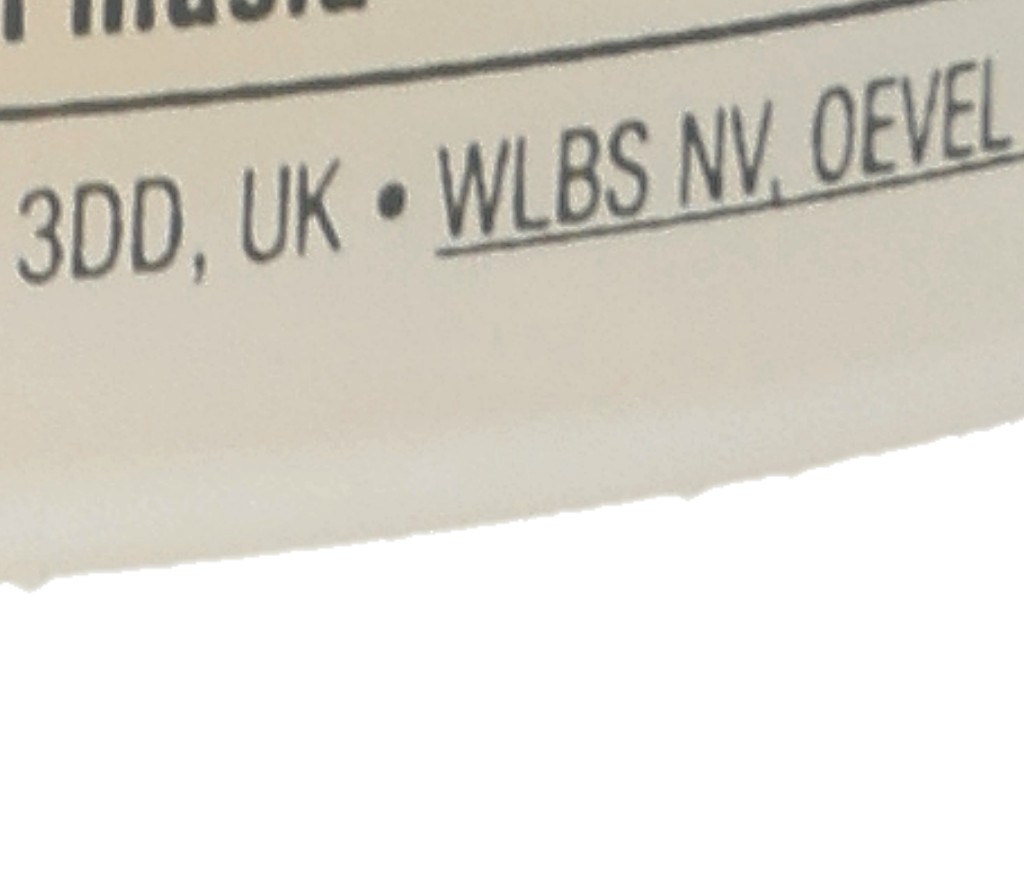 3DD, UK • WLBS NV, OEVEL